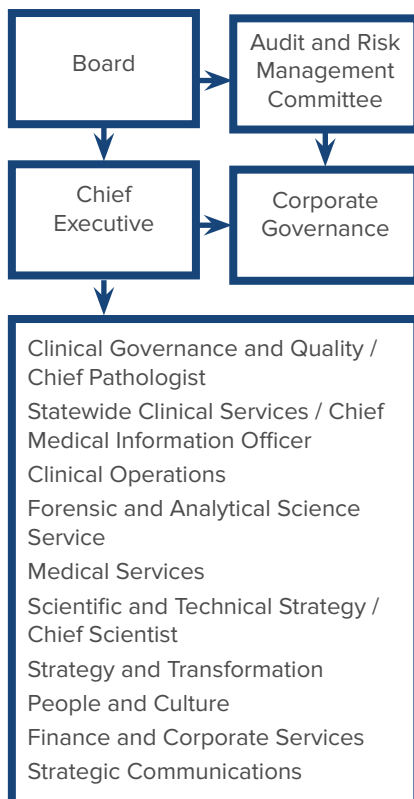 Board
Audit and Risk
Management
Committee
Chief
Executive
Corporate
Governance
Clinical Governance and Quality /
Chief Pathologist
Statewide Clinical Services / Chief
Medical Information Officer
Clinical Operations
Forensic and Analytical Science
Service
Medical Services
Scientific and Technical Strategy /
Chief Scientist
Strategy and Transformation
People and Culture
Finance and Corporate Services
Strategic Communications